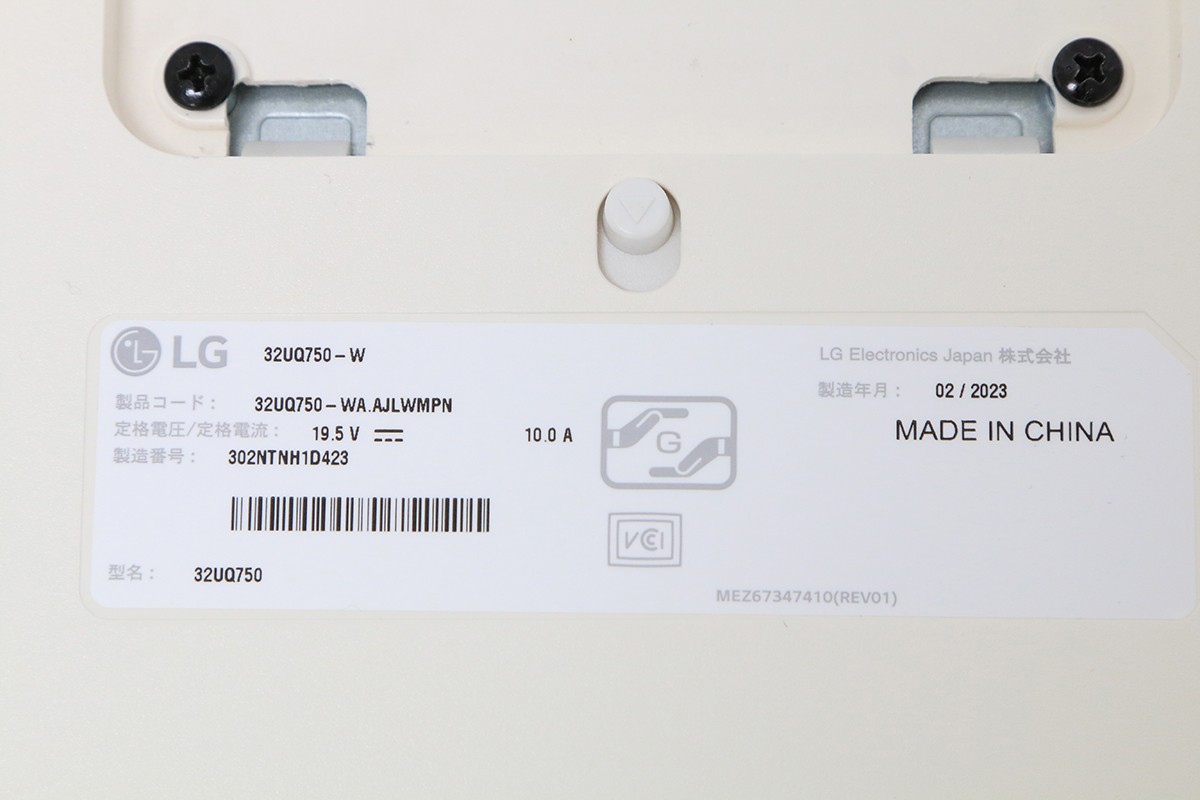 LG 32UQ750-W
製品コード： 32UQ750-WA.AJLWMPN
定格電圧/定格電流： 19.5 V 10.0 A
製造番号： 302NTNH1D423
型名： 32UQ750
G
VCCI
LG Electronics Japan 株式会社
製造年月： 02 / 2023
MADE IN CHINA
MEZ67347410(REV01)